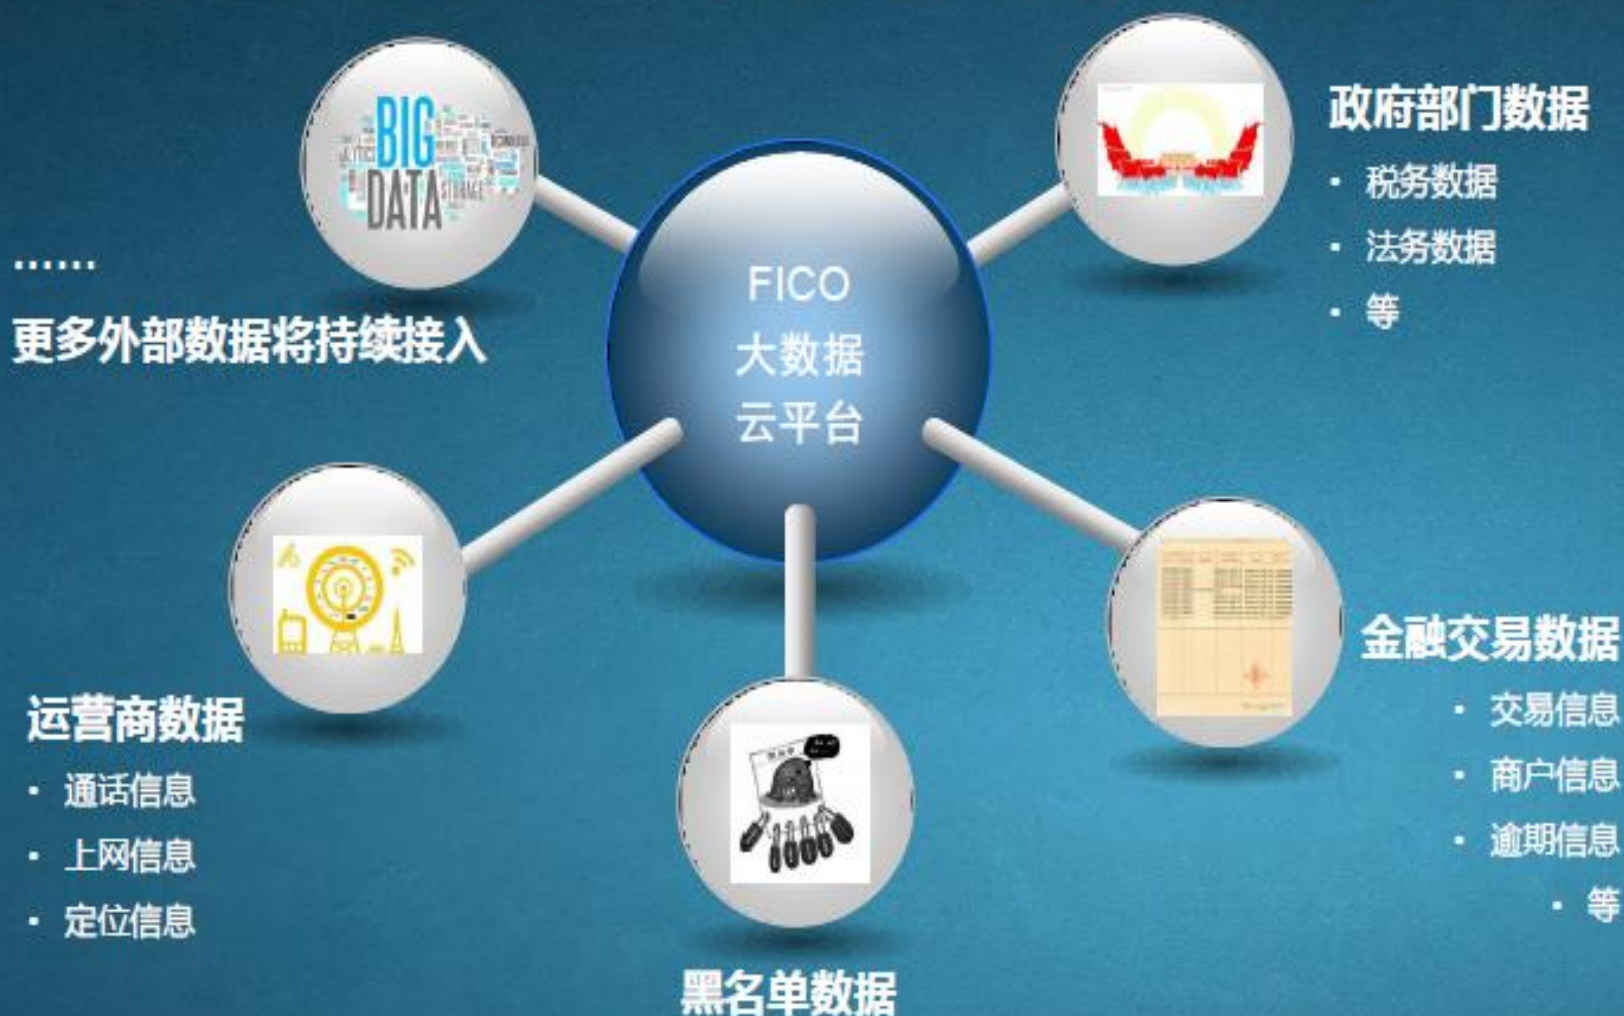 BIG
DATA
STORAGE
……
更多外部数据将持续接入
FICO
大数据
云平台
政府部门数据
· 税务数据
· 法务数据
· 等
运营商数据
· 通话信息
· 上网信息
· 定位信息
黑名单数据
金融交易数据
· 交易信息
· 商户信息
· 逾期信息
· 等